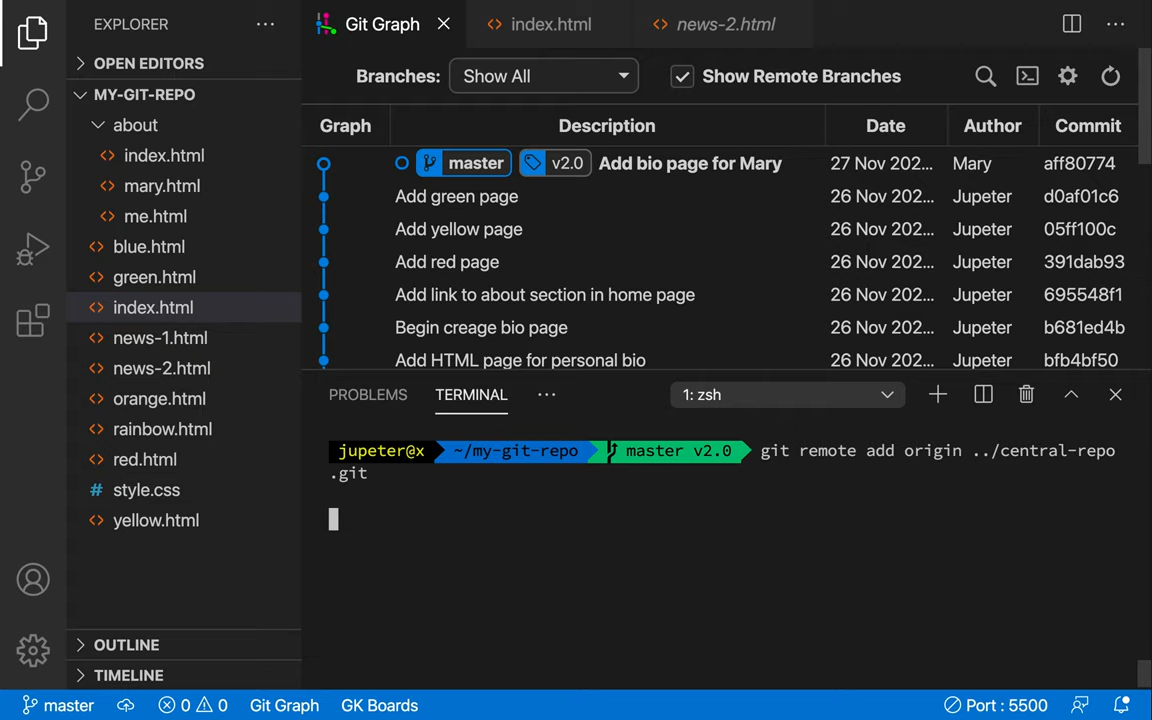 EXPLORER
OPEN EDITORS
MY-GIT-REPO
about
index.html
mary.html
me.html
blue.html
green.html
index.html
news-1.html
news-2.html
orange.html
rainbow.html
red.html
style.css
yellow.html
OUTLINE
TIMELINE
Git Graph index.html news-2.html
Branches: Show All Show Remote Branches
Graph Description Date Author Commit
master v2.0 Add bio page for Mary 27 Nov 202... Mary aff80774
Add green page 26 Nov 202... Jupeter d0af01c6
Add yellow page 26 Nov 202... Jupeter 05ff100c
Add red page 26 Nov 202... Jupeter 391dab93
Add link to about section in home page 26 Nov 202... Jupeter 695548f1
Begin creage bio page 26 Nov 202... Jupeter b681ed4b
Add HTML page for personal bio 26 Nov 202... Jupeter bfb4bf50
PROBLEMS TERMINAL 1: zsh
jupeter@x ~/my-git-repo master v2.0 git remote add origin ../central-repo
.git
master 0 0 Git Graph GK Boards Port : 5500